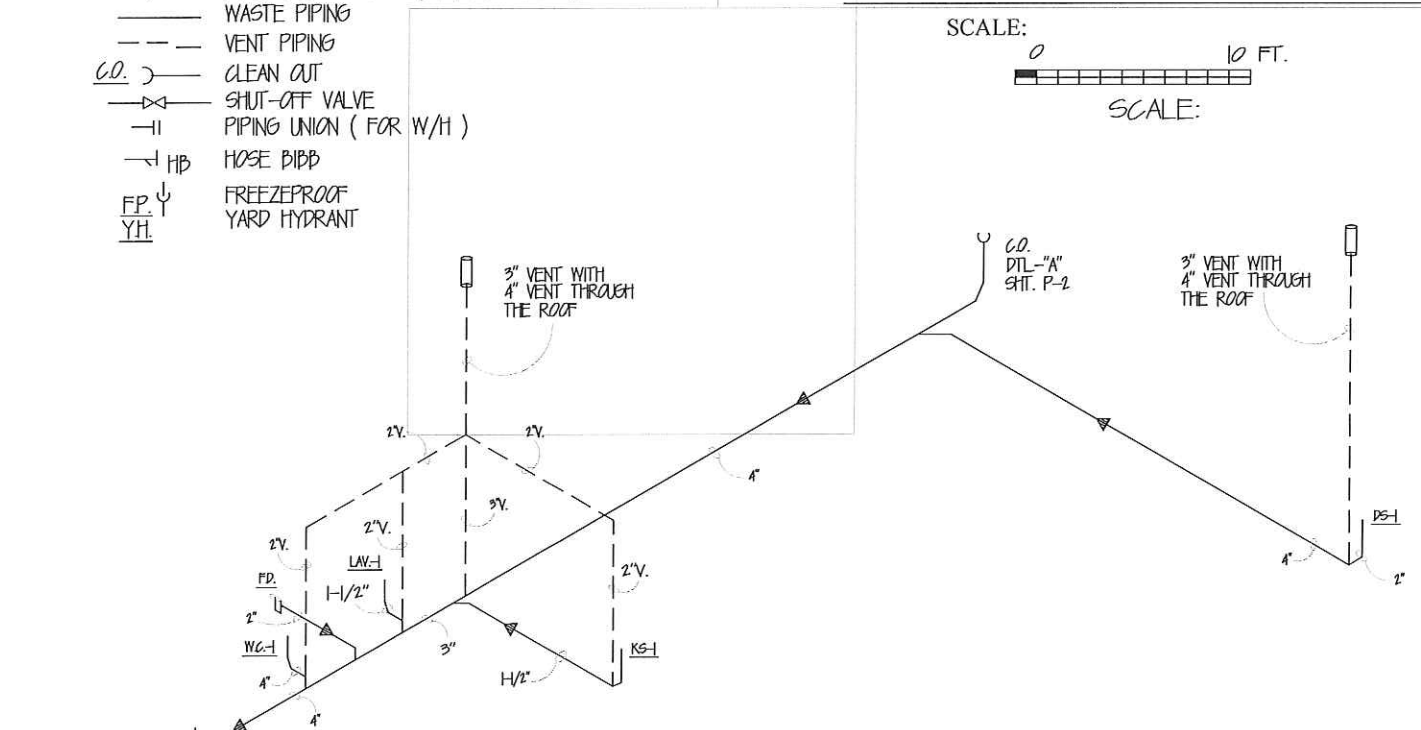 WASTE PIPING
VENT PIPING
C.O. CLEAN OUT
SHUT-OFF VALVE
PIPING UNION ( FOR W/H )
HB HOSE BIBB
F.P. FREEZEPROOF
Y.H. YARD HYDRANT
SCALE:
0 10 FT.
SCALE:
3" VENT WITH
4" VENT THROUGH
THE ROOF
C.O.
DTL-"A"
SHT. P-2
3" VENT WITH
4" VENT THROUGH
THE ROOF
2"V.
2"V.
4"
3"V.
2"V.
2"V.
LAV.-1
1-1/2"
F.D.
2"
W.C.-1
4"
4"
3"
2"V.
KS-1
1-1/2"
DS-1
4"
2"